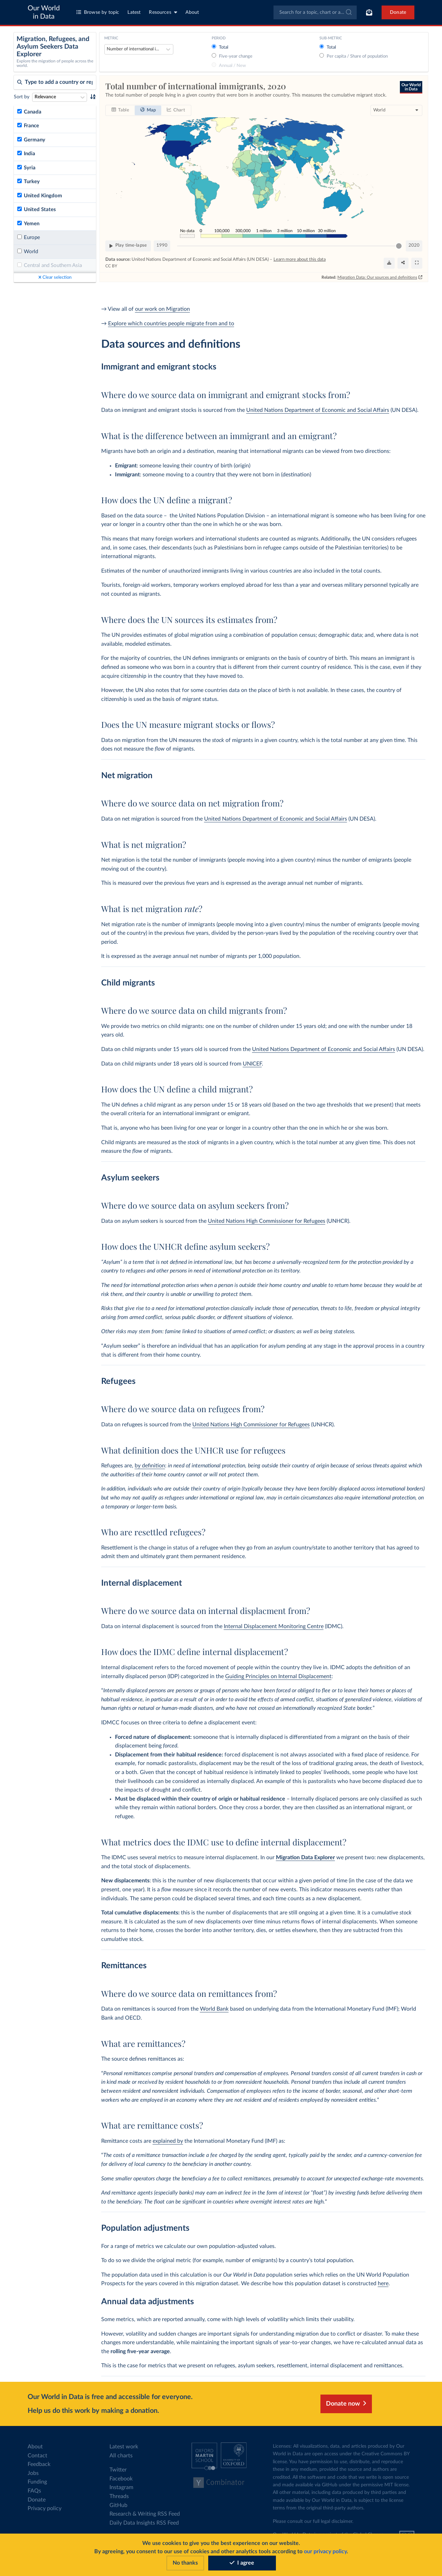 Our World
in Data
Browse by topic
Latest
Resources
About
Search for a topic, chart or a...
Donate
Migration, Refugees, and
Asylum Seekers Data
Explorer
Explore the migration of people across the
world.
Type to add a country or reg
Sort by
Relevance
Canada
France
Germany
India
Syria
Turkey
United Kingdom
United States
Yemen
Europe
World
Central and Southern Asia
Clear selection
METRIC
Number of international i...
PERIOD
Total
Five-year change
Annual / New
SUB-METRIC
Total
Per capita / Share of population
Total number of international immigrants, 2020
The total number of people living in a given country that were born in another country. This measures the cumulative migrant stock.
Our World
in Data
Table
Map
Chart
World
No data
0
100,000
300,000
1 million
3 million
10 million
30 million
Play time-lapse
1990
2020
Data source: United Nations Department of Economic and Social Affairs (UN DESA) – Learn more about this data
CC BY
Related: Migration Data: Our sources and definitions
→ View all of our work on Migration
→ Explore which countries people migrate from and to
Data sources and definitions
Immigrant and emigrant stocks
Where do we source data on immigrant and emigrant stocks from?
Data on immigrant and emigrant stocks is sourced from the United Nations Department of Economic and Social Affairs (UN DESA).
What is the difference between an immigrant and an emigrant?
Migrants have both an origin and a destination, meaning that international migrants can be viewed from two directions:
• Emigrant: someone leaving their country of birth (origin)
• Immigrant: someone moving to a country that they were not born in (destination)
How does the UN define a migrant?
Based on the data source – the United Nations Population Division – an international migrant is someone who has been living for one
year or longer in a country other than the one in which he or she was born.
This means that many foreign workers and international students are counted as migrants. Additionally, the UN considers refugees
and, in some cases, their descendants (such as Palestinians born in refugee camps outside of the Palestinian territories) to be
international migrants.
Estimates of the number of unauthorized immigrants living in various countries are also included in the total counts.
Tourists, foreign-aid workers, temporary workers employed abroad for less than a year and overseas military personnel typically are
not counted as migrants.
Where does the UN sources its estimates from?
The UN provides estimates of global migration using a combination of population census; demographic data; and, where data is not
available, modeled estimates.
For the majority of countries, the UN defines immigrants or emigrants on the basis of country of birth. This means an immigrant is
defined as someone who was born in a country that is different from their current country of residence. This is the case, even if they
acquire citizenship in the country that they have moved to.
However, the UN also notes that for some countries data on the place of birth is not available. In these cases, the country of
citizenship is used as the basis of migrant status.
Does the UN measure migrant stocks or flows?
Data on migration from the UN measures the stock of migrants in a given country, which is the total number at any given time. This
does not measure the flow of migrants.
Net migration
Where do we source data on net migration from?
Data on net migration is sourced from the United Nations Department of Economic and Social Affairs (UN DESA).
What is net migration?
Net migration is the total the number of immigrants (people moving into a given country) minus the number of emigrants (people
moving out of the country).
This is measured over the previous five years and is expressed as the average annual net number of migrants.
What is net migration rate?
Net migration rate is the number of immigrants (people moving into a given country) minus the number of emigrants (people moving
out of the country) in the previous five years, divided by the person-years lived by the population of the receiving country over that
period.
It is expressed as the average annual net number of migrants per 1,000 population.
Child migrants
Where do we source data on child migrants from?
We provide two metrics on child migrants: one on the number of children under 15 years old; and one with the number under 18
years old.
Data on child migrants under 15 years old is sourced from the United Nations Department of Economic and Social Affairs (UN DESA).
Data on child migrants under 18 years old is sourced from UNICEF.
How does the UN define a child migrant?
The UN defines a child migrant as any person under 15 or 18 years old (based on the two age thresholds that we present) that meets
the overall criteria for an international immigrant or emigrant.
That is, anyone who has been living for one year or longer in a country other than the one in which he or she was born.
Child migrants are measured as the stock of migrants in a given country, which is the total number at any given time. This does not
measure the flow of migrants.
Asylum seekers
Where do we source data on asylum seekers from?
Data on asylum seekers is sourced from the United Nations High Commissioner for Refugees (UNHCR).
How does the UNHCR define asylum seekers?
“Asylum” is a term that is not defined in international law, but has become a universally-recognized term for the protection provided by a
country to refugees and other persons in need of international protection on its territory.
The need for international protection arises when a person is outside their home country and unable to return home because they would be at
risk there, and their country is unable or unwilling to protect them.
Risks that give rise to a need for international protection classically include those of persecution, threats to life, freedom or physical integrity
arising from armed conflict, serious public disorder, or different situations of violence.
Other risks may stem from: famine linked to situations of armed conflict; or disasters; as well as being stateless.
“Asylum seeker” is therefore an individual that has an application for asylum pending at any stage in the approval process in a country
that is different from their home country.
Refugees
Where do we source data on refugees from?
Data on refugees is sourced from the United Nations High Commissioner for Refugees (UNHCR).
What definition does the UNHCR use for refugees
Refugees are, by definition: in need of international protection, being outside their country of origin because of serious threats against which
the authorities of their home country cannot or will not protect them.
In addition, individuals who are outside their country of origin (typically because they have been forcibly displaced across international borders)
but who may not qualify as refugees under international or regional law, may in certain circumstances also require international protection, on
a temporary or longer-term basis.
Who are resettled refugees?
Resettlement is the change in status of a refugee when they go from an asylum country/state to another territory that has agreed to
admit them and ultimately grant them permanent residence.
Internal displacement
Where do we source data on internal displacment from?
Data on internal displacement is sourced from the Internal Displacement Monitoring Centre (IDMC).
How does the IDMC define internal displacement?
Internal displacement refers to the forced movement of people within the country they live in. IDMC adopts the definition of an
internally displaced person (IDP) categorized in the Guiding Principles on Internal Displacement:
“Internally displaced persons are persons or groups of persons who have been forced or obliged to flee or to leave their homes or places of
habitual residence, in particular as a result of or in order to avoid the effects of armed conflict, situations of generalized violence, violations of
human rights or natural or human-made disasters, and who have not crossed an internationally recognized State border.”
IDMCC focuses on three criteria to define a displacement event:
• Forced nature of displacement: someone that is internally displaced is differentiated from a migrant on the basis of their
displacement being forced.
• Displacement from their habitual residence: forced displacement is not always associated with a fixed place of residence. For
example, for nomadic pastoralists, displacement may be the result of the loss of traditional grazing areas, the death of livestock,
or a both. Given that the concept of habitual residence is intimately linked to peoples’ livelihoods, some people who have lost
their livelihoods can be considered as internally displaced. An example of this is pastoralists who have become displaced due to
the impacts of drought and conflict.
• Must be displaced within their country of origin or habitual residence – Internally displaced persons are only classified as such
while they remain within national borders. Once they cross a border, they are then classified as an international migrant, or
refugee.
What metrics does the IDMC use to define internal displacement?
The IDMC uses several metrics to measure internal displacement. In our Migration Data Explorer we present two: new displacements,
and the total stock of displacements.
New displacements: this is the number of new displacements that occur within a given period of time (in the case of the data we
present, one year). It is a flow measure since it records the number of new displacements. This indicator measures events rather than
individuals. The same person could be displaced several times, and each time counts as a new displacement.
Total cumulative displacements: this is the number of displacements that are still ongoing at a given time. It is a cumulative stock
measure. It is calculated as the sum of new displacements over time minus returns flows of internal displacements. When someone
returns to their home, crosses the border into another territory, dies, or settles elsewhere, then they are subtracted from this
cumulative stock.
Remittances
Where do we source data on remittances from?
Data on remittances is sourced from the World Bank based on underlying data from the International Monetary Fund (IMF); World
Bank and OECD.
What are remittances?
The source defines remittances as:
“Personal remittances comprise personal transfers and compensation of employees. Personal transfers consist of all current transfers in cash or
in kind made or received by resident households to or from nonresident households. Personal transfers thus include all current transfers
between resident and nonresident individuals. Compensation of employees refers to the income of border, seasonal, and other short-term
workers who are employed in an economy where they are not resident and of residents employed by nonresident entities.”
What are remittance costs?
Remittance costs are explained by the International Monetary Fund (IMF) as:
“The costs of a remittance transaction include a fee charged by the sending agent, typically paid by the sender, and a currency-conversion fee
for delivery of local currency to the beneficiary in another country.
Some smaller operators charge the beneficiary a fee to collect remittances, presumably to account for unexpected exchange-rate movements.
And remittance agents (especially banks) may earn an indirect fee in the form of interest (or “float”) by investing funds before delivering them
to the beneficiary. The float can be significant in countries where overnight interest rates are high.”
Population adjustments
For a range of metrics we calculate our own population-adjusted values.
To do so we divide the original metric (for example, number of emigrants) by a country's total population.
The population data used in this calculation is our Our World in Data population series which relies on the UN World Population
Prospects for the years covered in this migration dataset. We describe how this population dataset is constructed here.
Annual data adjustments
Some metrics, which are reported annually, come with high levels of volatility which limits their usability.
However, volatility and sudden changes are important signals for understanding migration due to conflict or disaster. To make these
changes more understandable, while maintaining the important signals of year-to-year changes, we have re-calculated annual data as
the rolling five-year average.
This is the case for metrics that we present on refugees, asylum seekers, resettlement, internal displacement and remittances.
Our World in Data is free and accessible for everyone.
Help us do this work by making a donation.
Donate now
About
Contact
Feedback
Jobs
Funding
FAQs
Donate
Privacy policy
Latest work
All charts
Twitter
Facebook
Instagram
Threads
GitHub
Research & Writing RSS Feed
Daily Data Insights RSS Feed
OXFORD
MARTIN
SCHOOL
UNIVERSITY OF
OXFORD
Y Combinator
Licenses: All visualizations, data, and articles produced by Our
World in Data are open access under the Creative Commons BY
license. You have permission to use, distribute, and reproduce
these in any medium, provided the source and authors are
credited. All the software and code that we write is open source
and made available via GitHub under the permissive MIT license.
All other material, including data produced by third parties and
made available by Our World in Data, is subject to the license
terms from the original third-party authors.
Please consult our full legal disclaimer.
We use cookies to give you the best experience on our website.
By agreeing, you consent to our use of cookies and other analytics tools according to our privacy policy.
No thanks
I agree